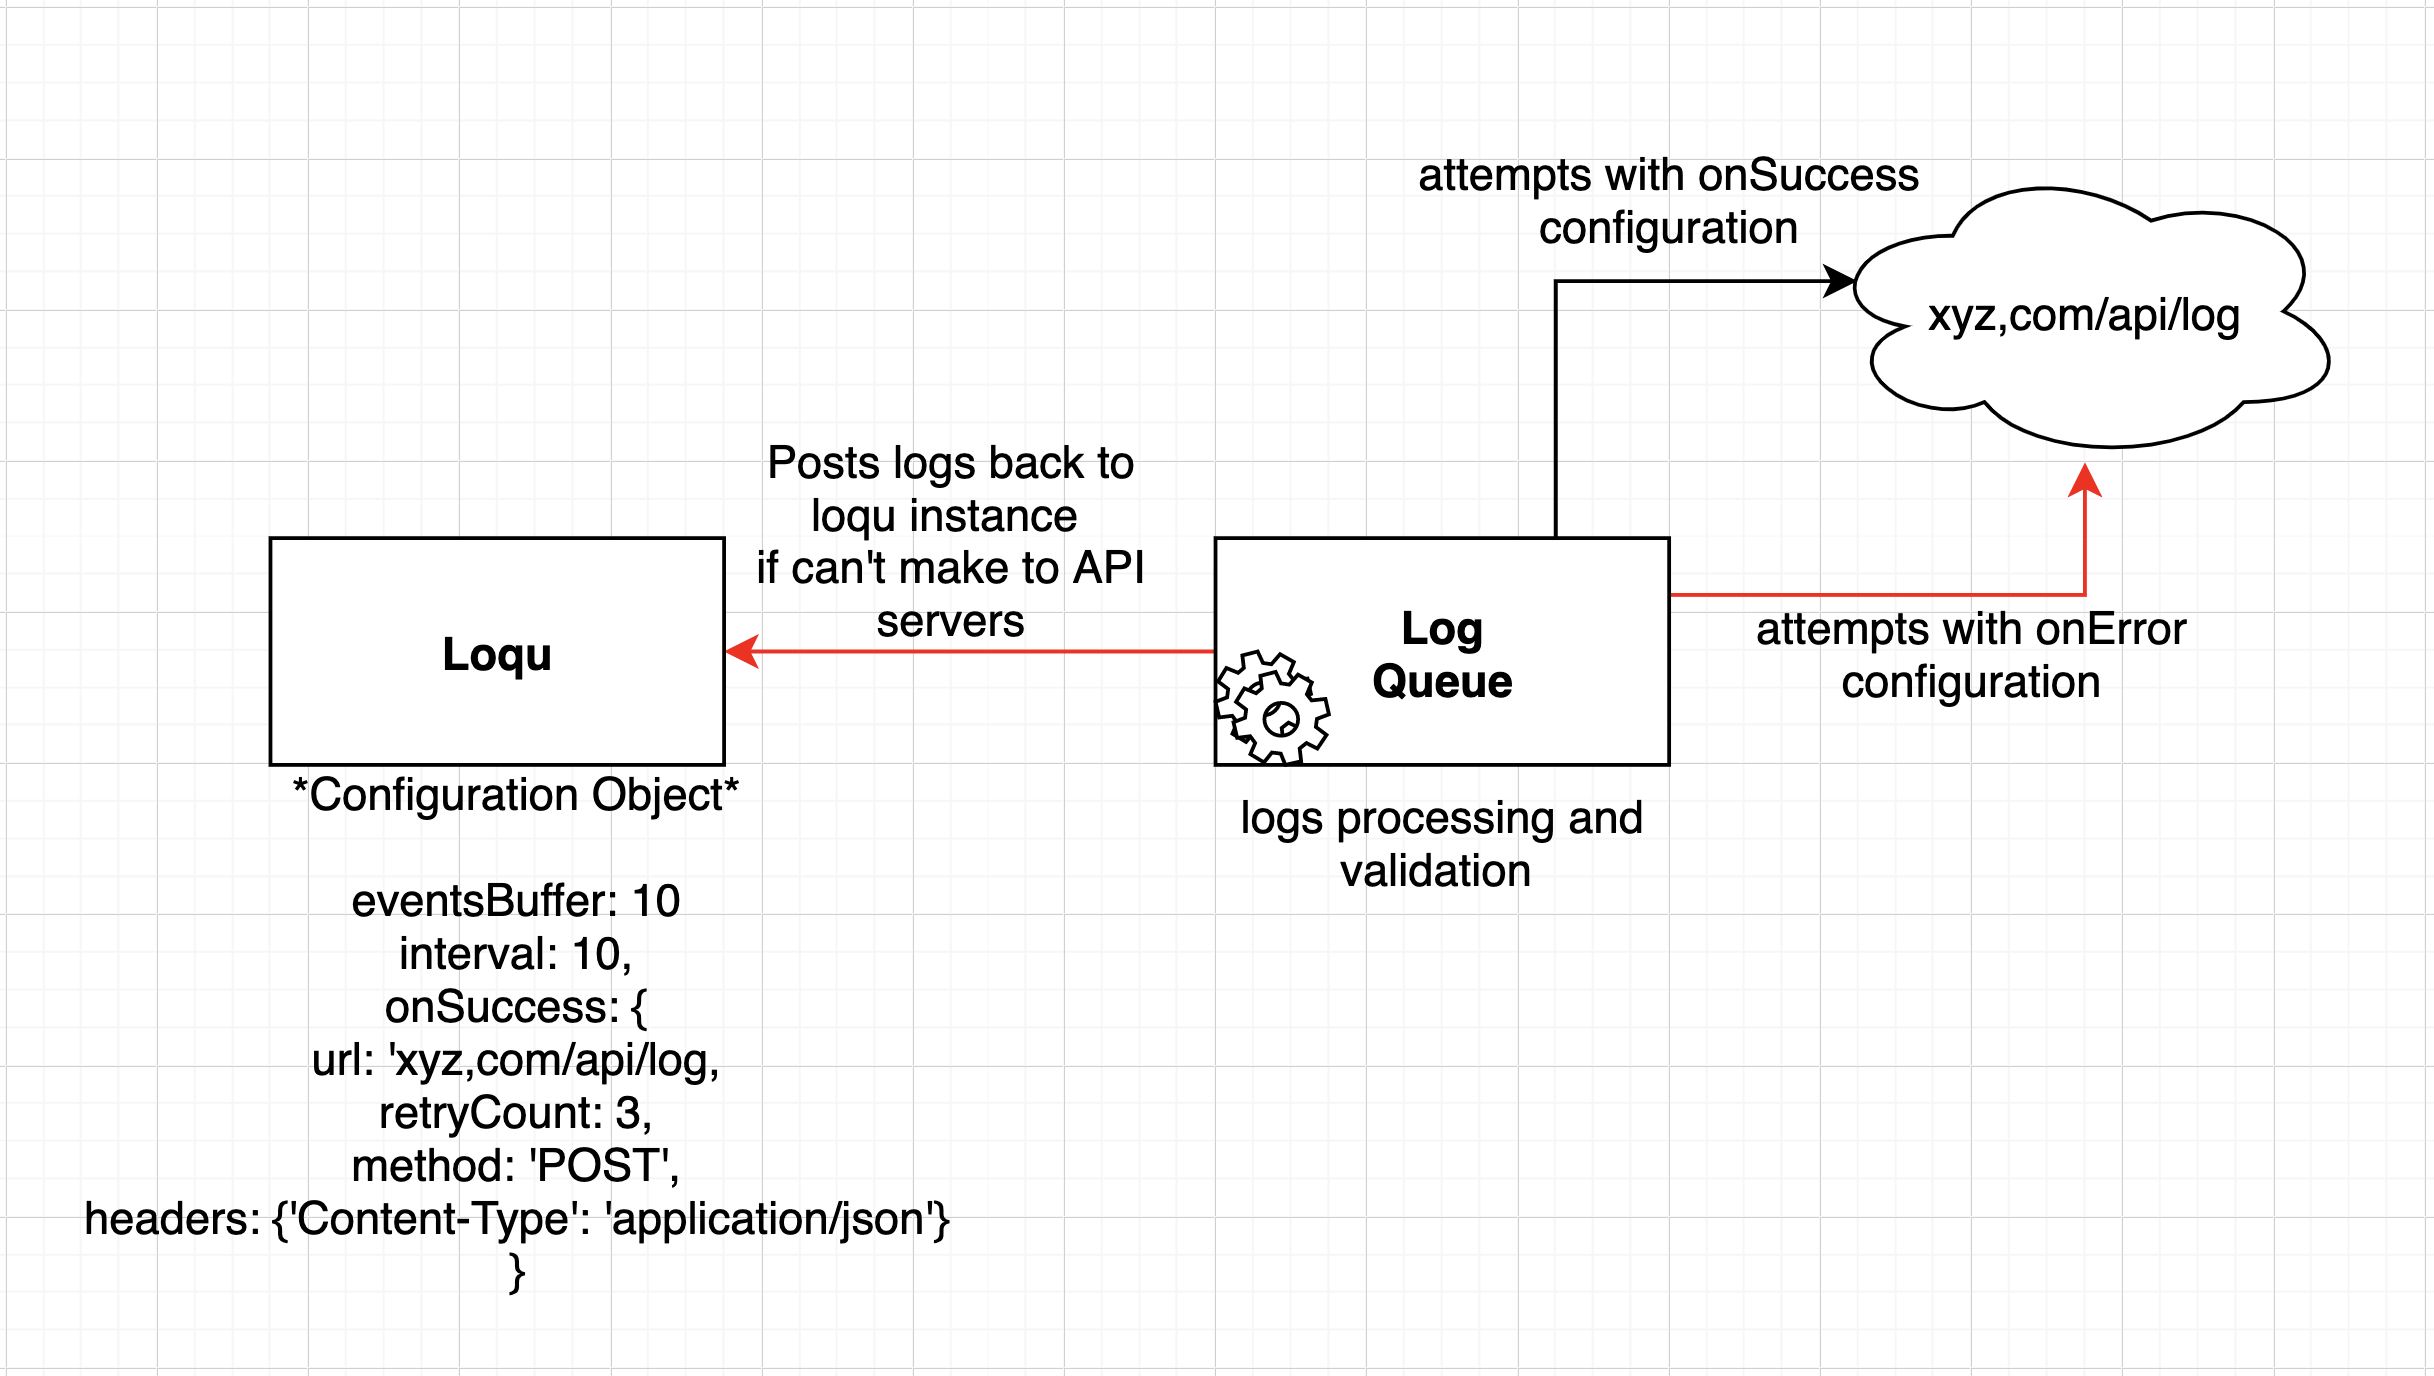 attempts with onSuccess
configuration
xyz,com/api/log
Posts logs back to
loqu instance
if can't make to API
servers
Loqu
Log
Queue
attempts with onError
configuration
*Configuration Object*
logs processing and
validation
eventsBuffer: 10
interval: 10,
onSuccess: {
url: 'xyz,com/api/log,
retryCount: 3,
method: 'POST',
headers: {'Content-Type': 'application/json'}
}